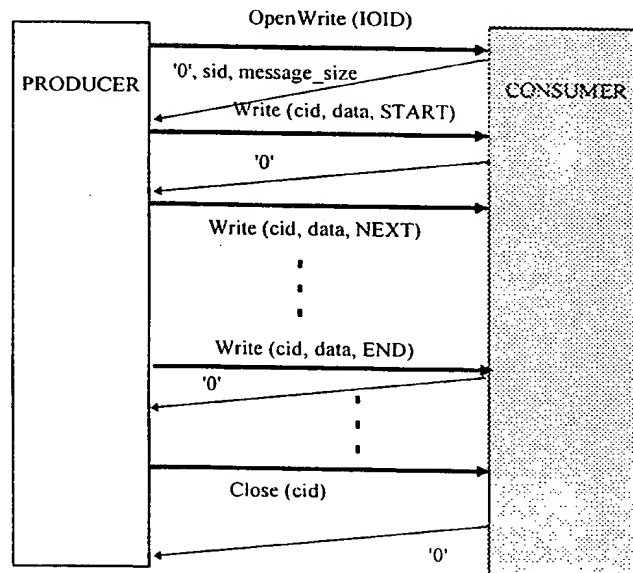 OpenWrite (IOID)
PRODUCER
'0', sid, message_size
CONSUMER
Write (cid, data, START)
'0'
Write (cid, data, NEXT)
Write (cid, data, END)
'0'
Close (cid)
'0'